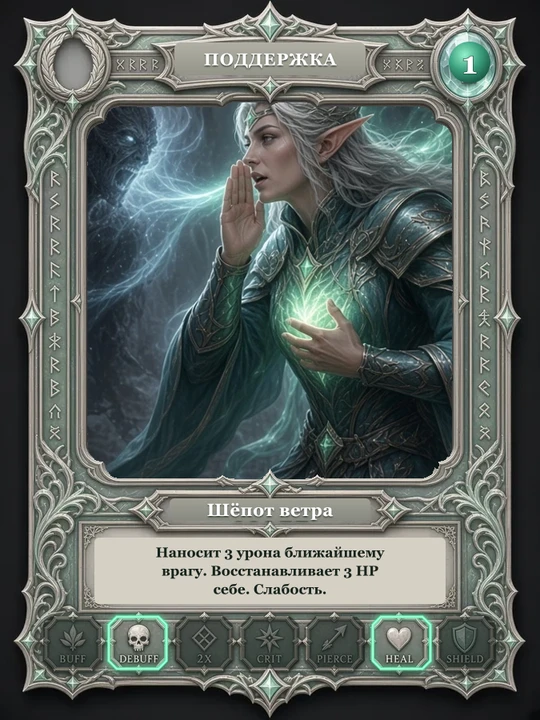 ПОДДЕРЖКА
1
Шёпот ветра
Наносит 3 урона ближайшему
врагу. Восстанавливает 3 HP
себе. Слабость.
BUFF
DEBUFF
2X
CRIT
PIERCE
HEAL
SHIELD